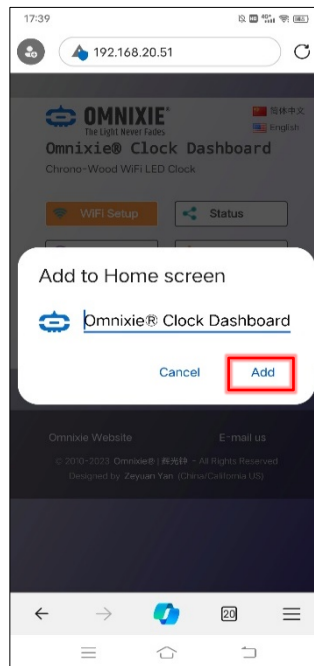 17:39
192.168.20.51
OMNIXIE®
The Light Never Fades
简体中文
English
Omnixie® Clock Dashboard
Chrono-Wood WiFi LED Clock
WiFi Setup
Status
Add to Home screen
Omnixie® Clock Dashboard
Cancel
Add
Omnixie Website
E-mail us
© 2010-2023 Omnixie® | 辉光钟 - All Rights Reserved
Designed by Zeyuan Yan (China/California US)
20